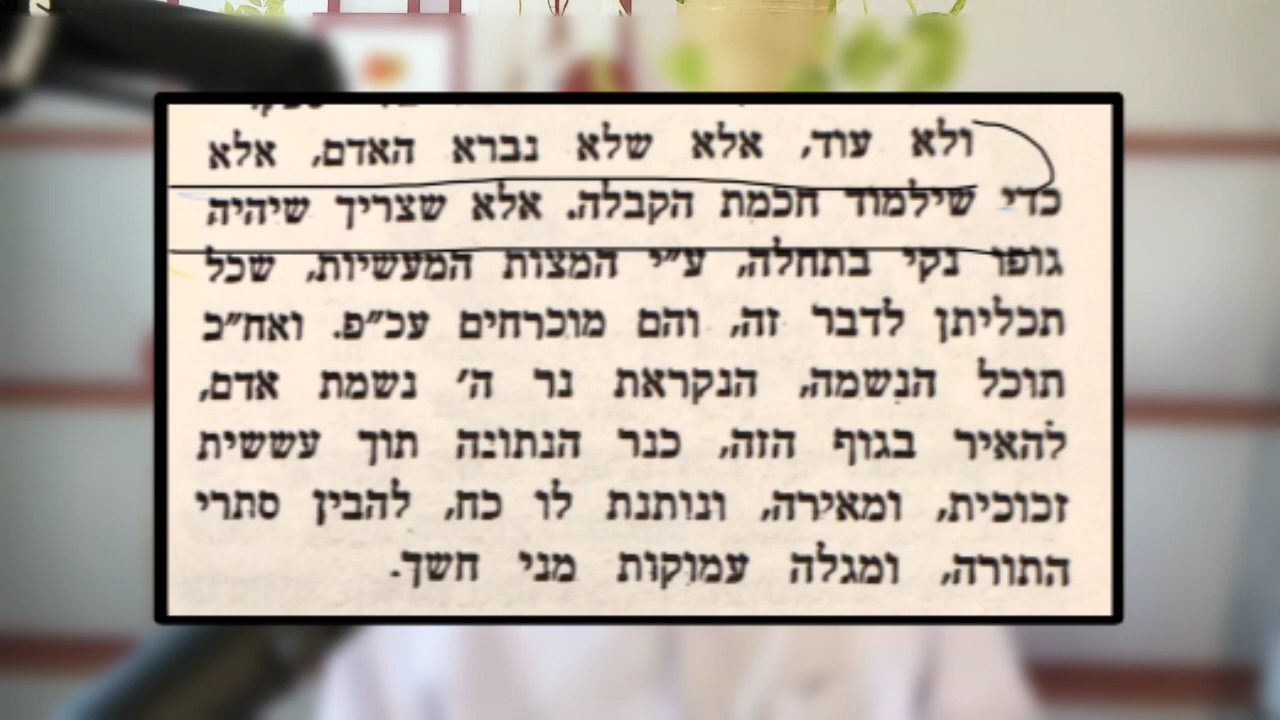 ולא עוד, אלא שלא נברא האדם, אלא
כדי שילמוד חכמת הקבלה. אלא שצריך שיהיה
גופו נקי בתחלה, ע״י המצות המעשיות, שכל
תכליתן לדבר זה, והם מוכרחים עכ״פ. ואח״כ
תוכל הנשמה, הנקראת נר ה׳ נשמת אדם,
להאיר בגוף הזה, כנר הנתונה תוך עששית
זכוכית, ומאירה, ונותנת לו כח, להבין סתרי
התורה, ומגלה עמוקות מני חשך.